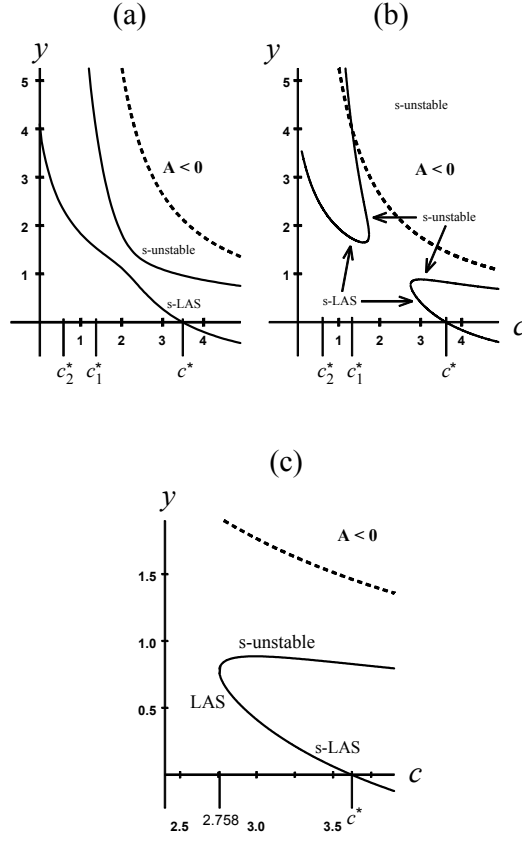 (a)
(b)
y
y
5
5
4
4
s-unstable
3
A < 0
3
A < 0
2
2
s-unstable
s-unstable
1
1
s-LAS
s-LAS
1 2 3 4
1 2 3 4 c
c*2 c*1 c*
c*2 c*1 c*
(c)
y
A < 0
1.5
1.0
s-unstable
LAS
0.5
s-LAS
c
2.5 2.758 3.0 3.5 c*